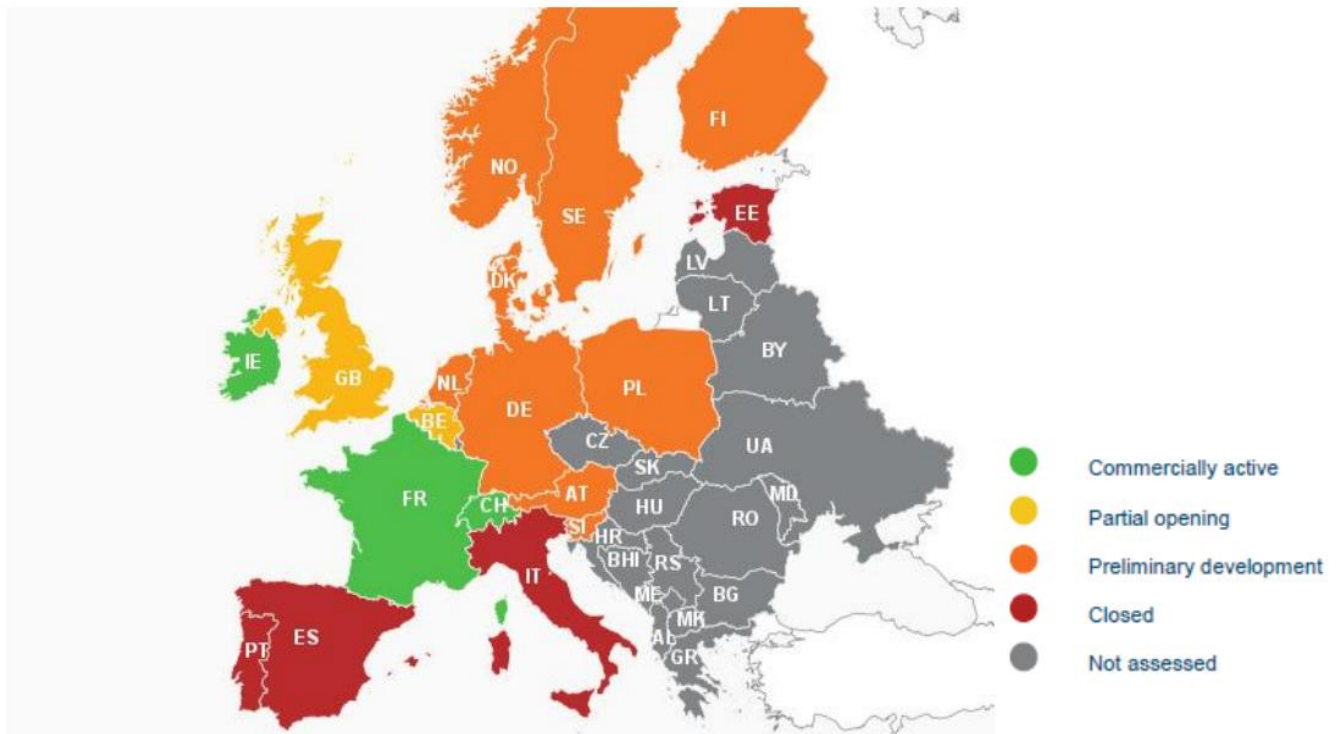 FI
NO
SE
EE
DK
LV
LT
BY
IE
GB
NL
BE
DE
PL
CZ
UA
SK
FR
CH
AT
HU
MD
RO
SI
HR
BHI
RS
IT
ME
BG
MK
AL
GR
PT
ES
Commercially active
Partial opening
Preliminary development
Closed
Not assessed